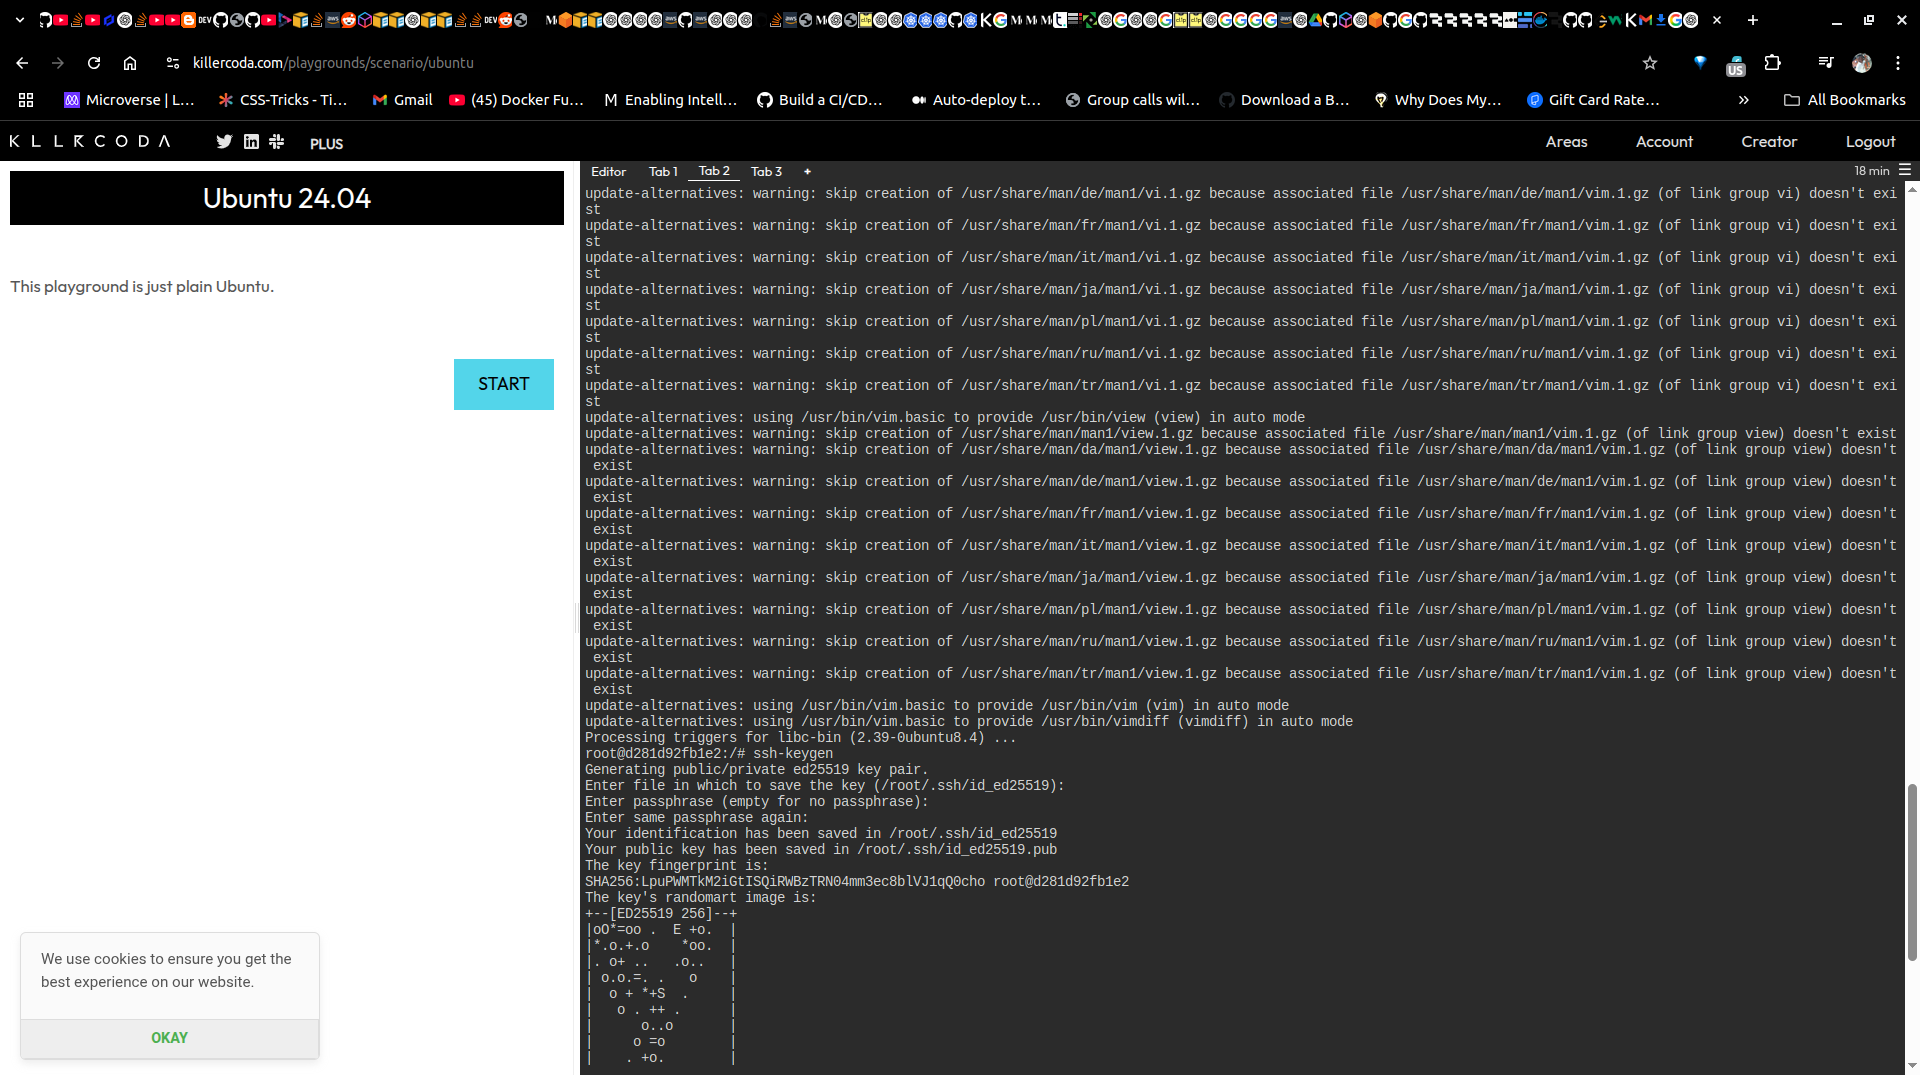 killercoda.com/playgrounds/scenario/ubuntu
US
Microverse | L...
CSS-Tricks - Ti...
Gmail
(45) Docker Fu...
Enabling Intell...
Build a CI/CD...
Auto-deploy t...
Group calls wil...
Download a B...
Why Does My...
Gift Card Rate...
All Bookmarks
PLUS
Areas
Account
Creator
Logout
Ubuntu 24.04
This playground is just plain Ubuntu.
START
We use cookies to ensure you get the
best experience on our website.
OKAY
Editor
Tab 1
Tab 2
Tab 3
+
18 min
update-alternatives: warning: skip creation of /usr/share/man/de/man1/vi.1.gz because associated file /usr/share/man/de/man1/vim.1.gz (of link group vi) doesn't exi
st
update-alternatives: warning: skip creation of /usr/share/man/fr/man1/vi.1.gz because associated file /usr/share/man/fr/man1/vim.1.gz (of link group vi) doesn't exi
st
update-alternatives: warning: skip creation of /usr/share/man/it/man1/vi.1.gz because associated file /usr/share/man/it/man1/vim.1.gz (of link group vi) doesn't exi
st
update-alternatives: warning: skip creation of /usr/share/man/ja/man1/vi.1.gz because associated file /usr/share/man/ja/man1/vim.1.gz (of link group vi) doesn't exi
st
update-alternatives: warning: skip creation of /usr/share/man/pl/man1/vi.1.gz because associated file /usr/share/man/pl/man1/vim.1.gz (of link group vi) doesn't exi
st
update-alternatives: warning: skip creation of /usr/share/man/ru/man1/vi.1.gz because associated file /usr/share/man/ru/man1/vim.1.gz (of link group vi) doesn't exi
st
update-alternatives: warning: skip creation of /usr/share/man/tr/man1/vi.1.gz because associated file /usr/share/man/tr/man1/vim.1.gz (of link group vi) doesn't exi
st
update-alternatives: using /usr/bin/vim.basic to provide /usr/bin/view (view) in auto mode
update-alternatives: warning: skip creation of /usr/share/man/man1/view.1.gz because associated file /usr/share/man/man1/vim.1.gz (of link group view) doesn't exist
update-alternatives: warning: skip creation of /usr/share/man/da/man1/view.1.gz because associated file /usr/share/man/da/man1/vim.1.gz (of link group view) doesn't
 exist
update-alternatives: warning: skip creation of /usr/share/man/de/man1/view.1.gz because associated file /usr/share/man/de/man1/vim.1.gz (of link group view) doesn't
 exist
update-alternatives: warning: skip creation of /usr/share/man/fr/man1/view.1.gz because associated file /usr/share/man/fr/man1/vim.1.gz (of link group view) doesn't
 exist
update-alternatives: warning: skip creation of /usr/share/man/it/man1/view.1.gz because associated file /usr/share/man/it/man1/vim.1.gz (of link group view) doesn't
 exist
update-alternatives: warning: skip creation of /usr/share/man/ja/man1/view.1.gz because associated file /usr/share/man/ja/man1/vim.1.gz (of link group view) doesn't
 exist
update-alternatives: warning: skip creation of /usr/share/man/pl/man1/view.1.gz because associated file /usr/share/man/pl/man1/vim.1.gz (of link group view) doesn't
 exist
update-alternatives: warning: skip creation of /usr/share/man/ru/man1/view.1.gz because associated file /usr/share/man/ru/man1/vim.1.gz (of link group view) doesn't
 exist
update-alternatives: warning: skip creation of /usr/share/man/tr/man1/view.1.gz because associated file /usr/share/man/tr/man1/vim.1.gz (of link group view) doesn't
 exist
update-alternatives: using /usr/bin/vim.basic to provide /usr/bin/vim (vim) in auto mode
update-alternatives: using /usr/bin/vim.basic to provide /usr/bin/vimdiff (vimdiff) in auto mode
Processing triggers for libc-bin (2.39-0ubuntu8.4) ...
root@d281d92fb1e2:/# ssh-keygen
Generating public/private ed25519 key pair.
Enter file in which to save the key (/root/.ssh/id_ed25519):
Enter passphrase (empty for no passphrase):
Enter same passphrase again:
Your identification has been saved in /root/.ssh/id_ed25519
Your public key has been saved in /root/.ssh/id_ed25519.pub
The key fingerprint is:
SHA256:LpuPWMTkM2iGtISQiRWBzTRN04mm3ec8blVJ1qQ0cho root@d281d92fb1e2
The key's randomart image is:
+--[ED25519 256]--+
|oO*=oo .  E +o.  |
|*.o.+.o    *oo.  |
|. o+ ..   .o..   |
| o.o.=. .   o    |
|  o + *+S  .     |
|   o . ++ .      |
|      o..o       |
|     o =o        |
|    . +o.        |